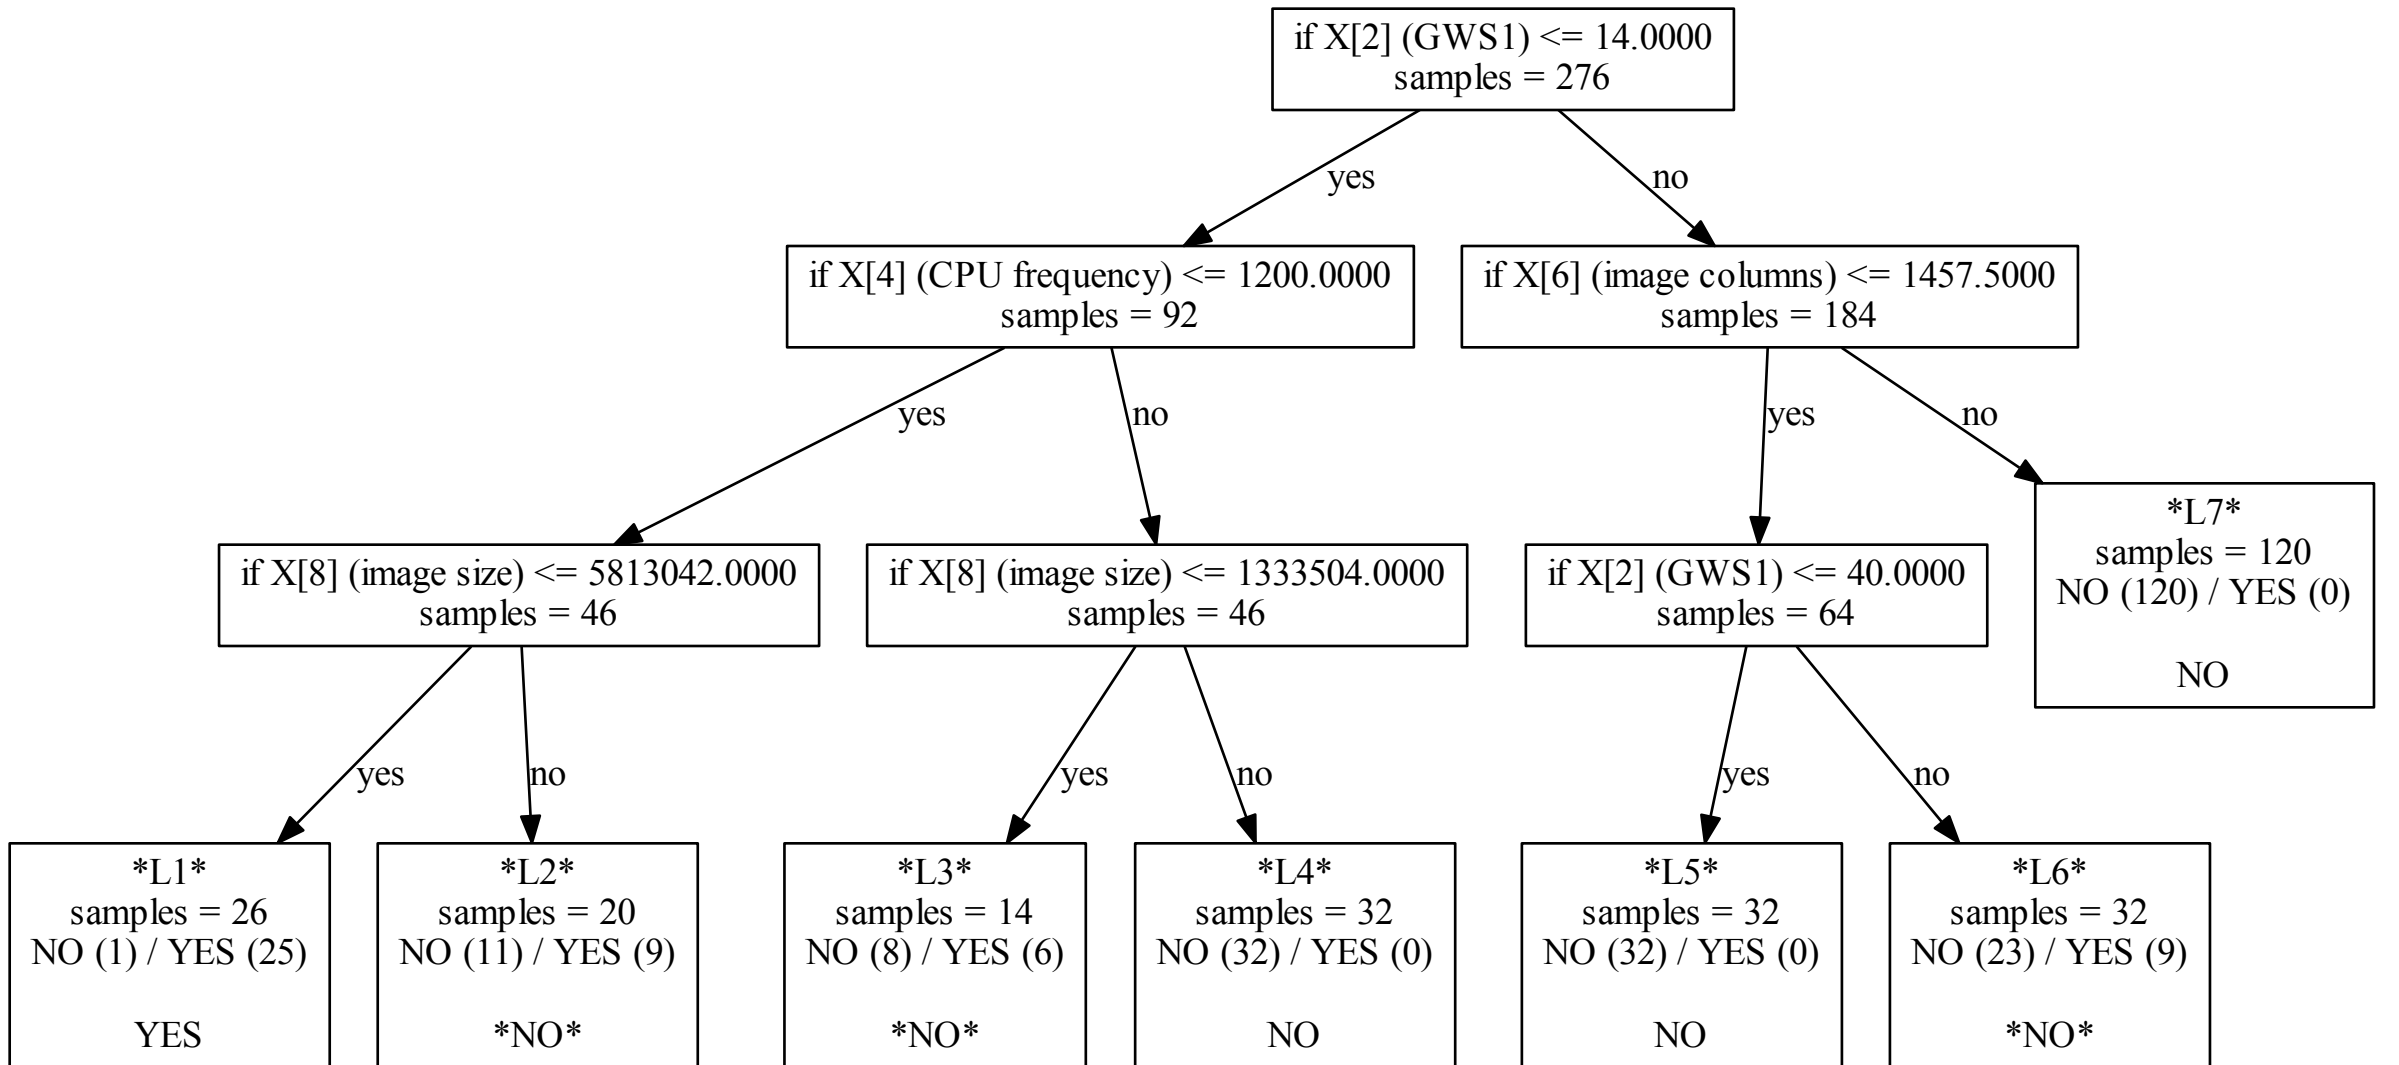 if X[2] (GWS1) <= 14.0000
samples = 276
yes
no
if X[4] (CPU frequency) <= 1200.0000
samples = 92
if X[6] (image columns) <= 1457.5000
samples = 184
yes
no
yes
no
if X[8] (image size) <= 5813042.0000
samples = 46
if X[8] (image size) <= 1333504.0000
samples = 46
if X[2] (GWS1) <= 40.0000
samples = 64
*L7*
samples = 120
NO (120) / YES (0)
NO
yes
no
yes
no
yes
no
*L1*
samples = 26
NO (1) / YES (25)
YES
*L2*
samples = 20
NO (11) / YES (9)
*NO*
*L3*
samples = 14
NO (8) / YES (6)
*NO*
*L4*
samples = 32
NO (32) / YES (0)
NO
*L5*
samples = 32
NO (32) / YES (0)
NO
*L6*
samples = 32
NO (23) / YES (9)
*NO*